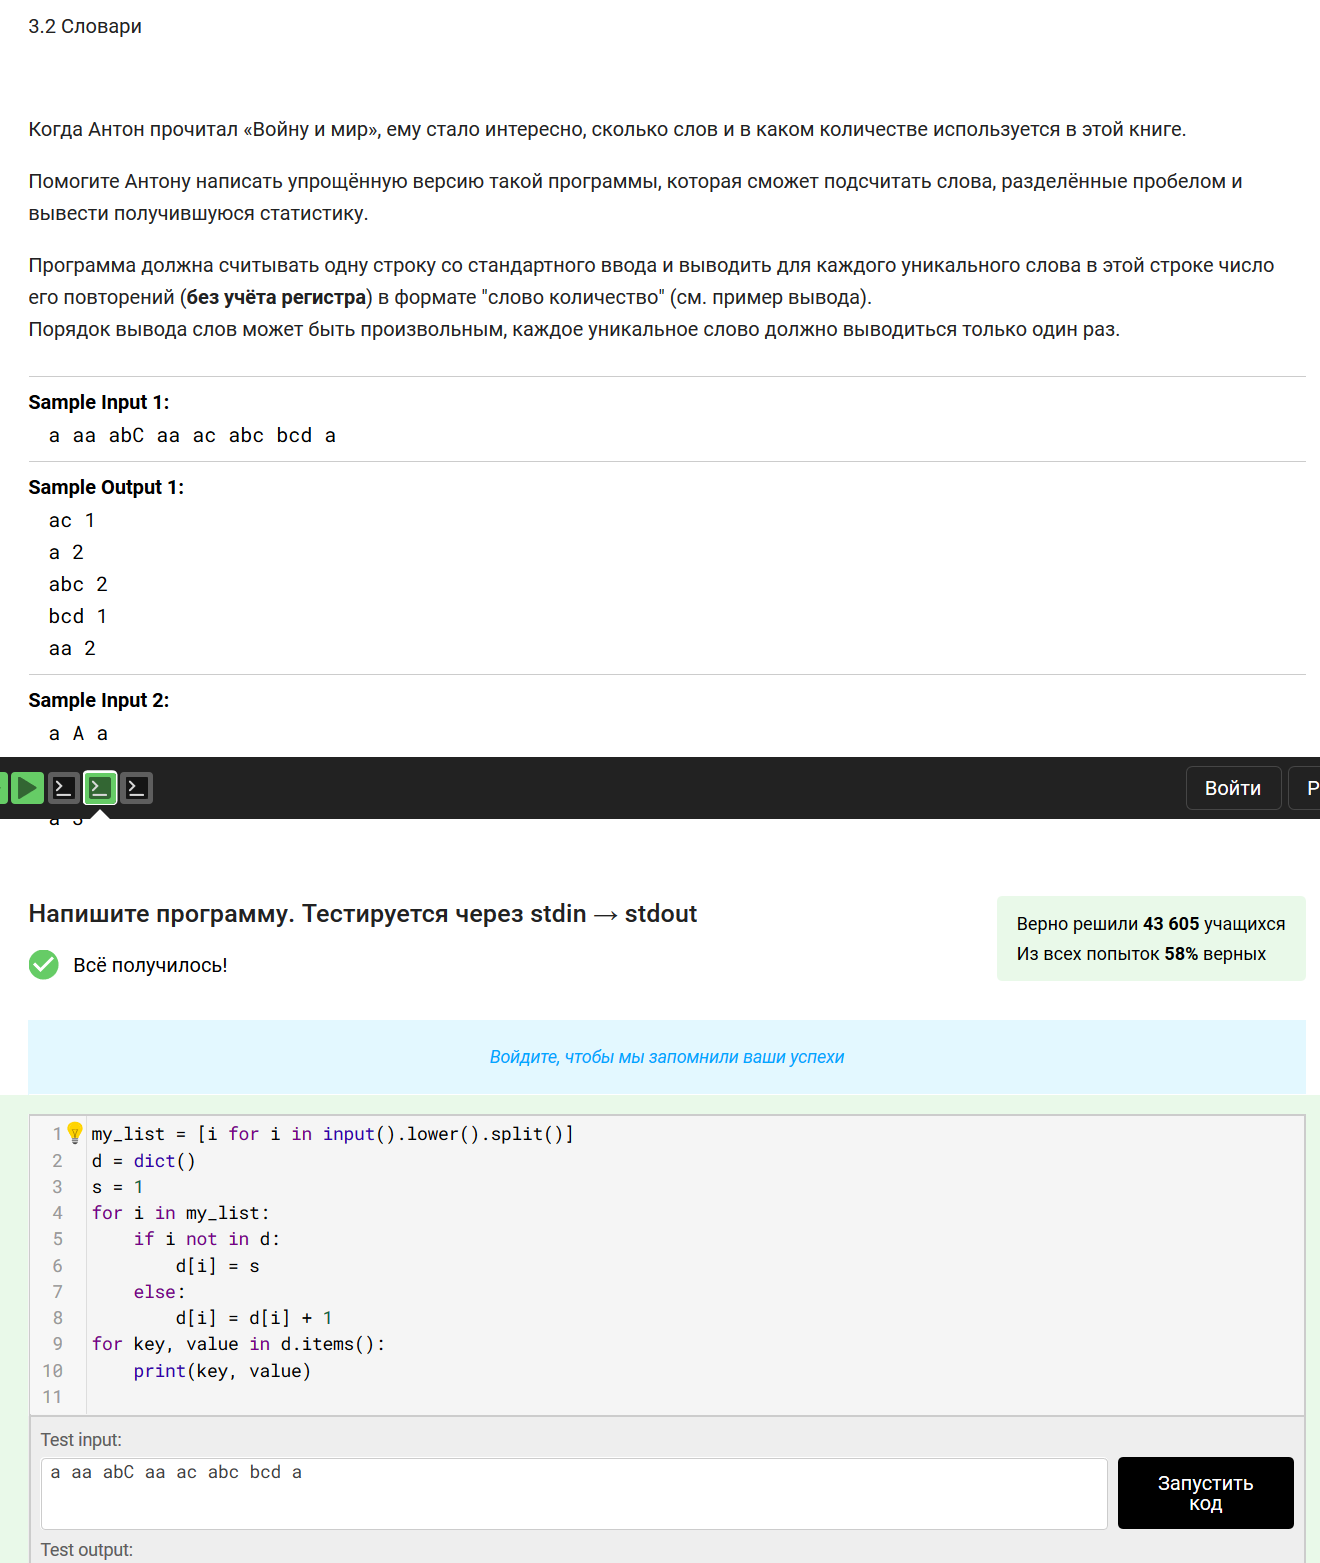 3.2 Словари
Когда Антон прочитал «Войну и мир», ему стало интересно, сколько слов и в каком количестве используется в этой книге.
Помогите Антону написать упрощённую версию такой программы, которая сможет подсчитать слова, разделённые пробелом и
вывести получившуюся статистику.
Программа должна считывать одну строку со стандартного ввода и выводить для каждого уникального слова в этой строке число
его повторений (без учёта регистра) в формате "слово количество" (см. пример вывода).
Порядок вывода слов может быть произвольным, каждое уникальное слово должно выводиться только один раз.
Sample Input 1:
a aa abC aa ac abc bcd a
Sample Output 1:
ac 1
a 2
abc 2
bcd 1
aa 2
Sample Input 2:
a A a
Войти
Р
a 3
Напишите программу. Тестируется через stdin → stdout
Верно решили 43 605 учащихся
Из всех попыток 58% верных
Всё получилось!
Войдите, чтобы мы запомнили ваши успехи
1 my_list = [i for i in input().lower().split()]
2 d = dict()
3 s = 1
4 for i in my_list:
5     if i not in d:
6         d[i] = s
7     else:
8         d[i] = d[i] + 1
9 for key, value in d.items():
10     print(key, value)
11
Test input:
a aa abC aa ac abc bcd a
Запустить
код
Test output: